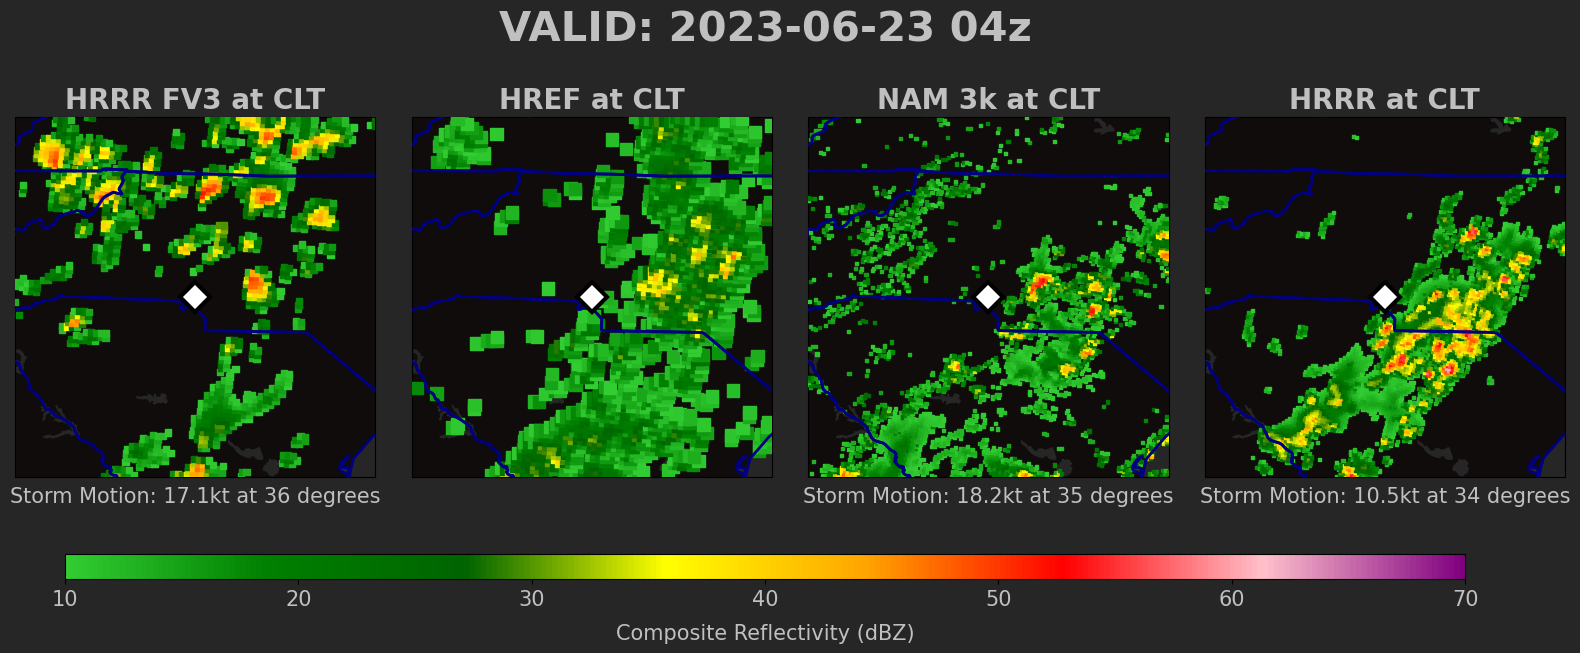 VALID: 2023-06-23 04z
HRRR FV3 at CLT
HREF at CLT
NAM 3k at CLT
HRRR at CLT
Storm Motion: 17.1kt at 36 degrees
Storm Motion: 18.2kt at 35 degrees
Storm Motion: 10.5kt at 34 degrees
10 20 30 40 50 60 70
Composite Reflectivity (dBZ)